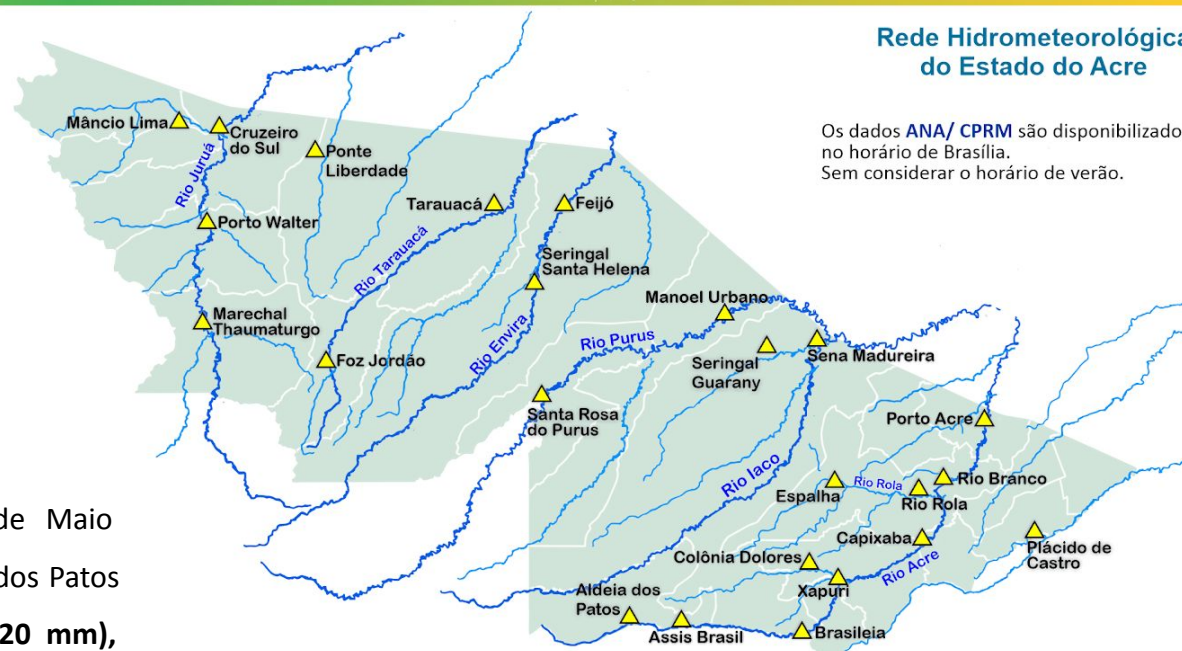 Rede Hidrometeorológica
do Estado do Acre
Os dados ANA/ CPRM são disponibilizado
no horário de Brasília.
Sem considerar o horário de verão.
Mâncio Lima
Cruzeiro
do Sul
Ponte
Liberdade
Rio Juruá
Porto Walter
Tarauacá
Feijó
Rio Tarauacá
Seringal
Santa Helena
Marechal
Thaumaturgo
Foz Jordão
Rio Envira
Manoel Urbano
Rio Purus
Seringal
Guarany
Sena Madureira
Santa Rosa
do Purus
Porto Acre
Rio Iaco
Espalha
Rio Rola
Rio Rola
Rio Branco
Capixaba
Plácido de
Castro
Colônia Dolores
Xapuri
Rio Acre
Aldeia dos
Patos
Assis Brasil
Brasileia
de Maio
dos Patos
20 mm),